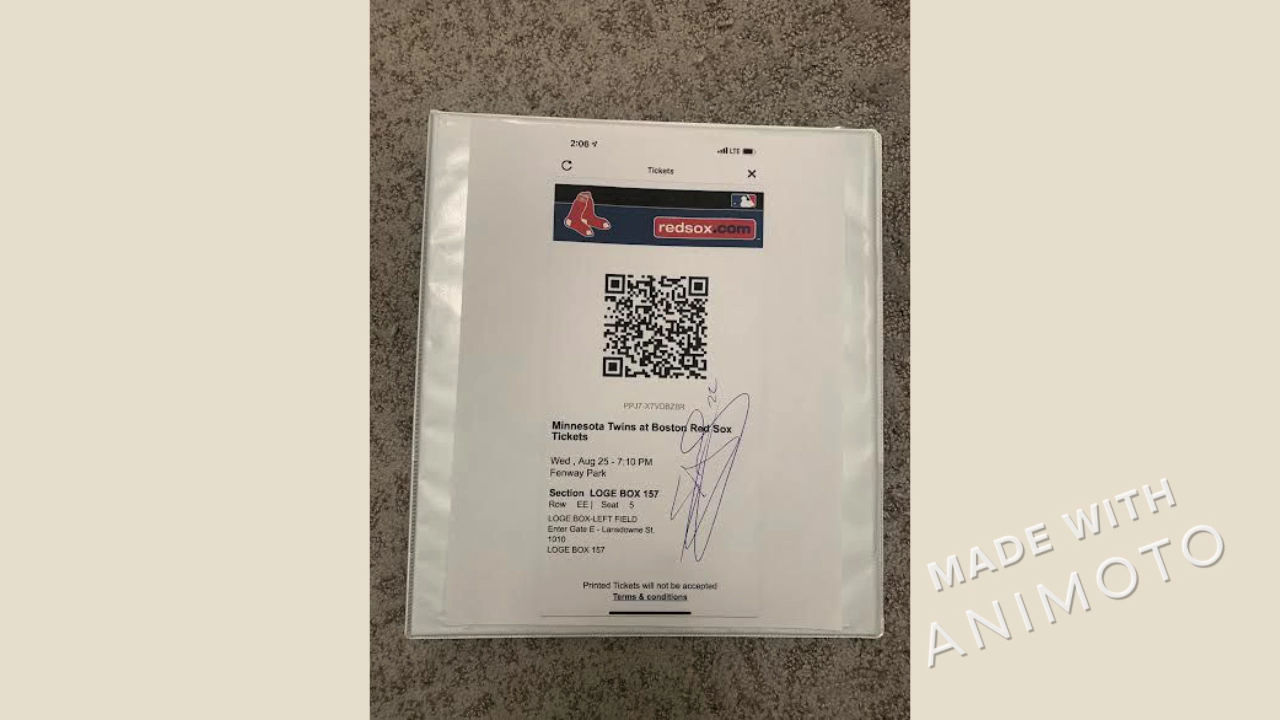 2:06
LTE
Tickets
redsox.com
Minnesota Twins at Boston Red Sox
Tickets
Wed , Aug 25 - 7:10 PM
Fenway Park
Section LOGE BOX 157
Row EE | Seat 5
LOGE BOX-LEFT FIELD
Enter Gate E - Lansdowne St.
1010
LOGE BOX 157
Printed Tickets will not be accepted
Terms & conditions
MADE WITH
ANIMOTO